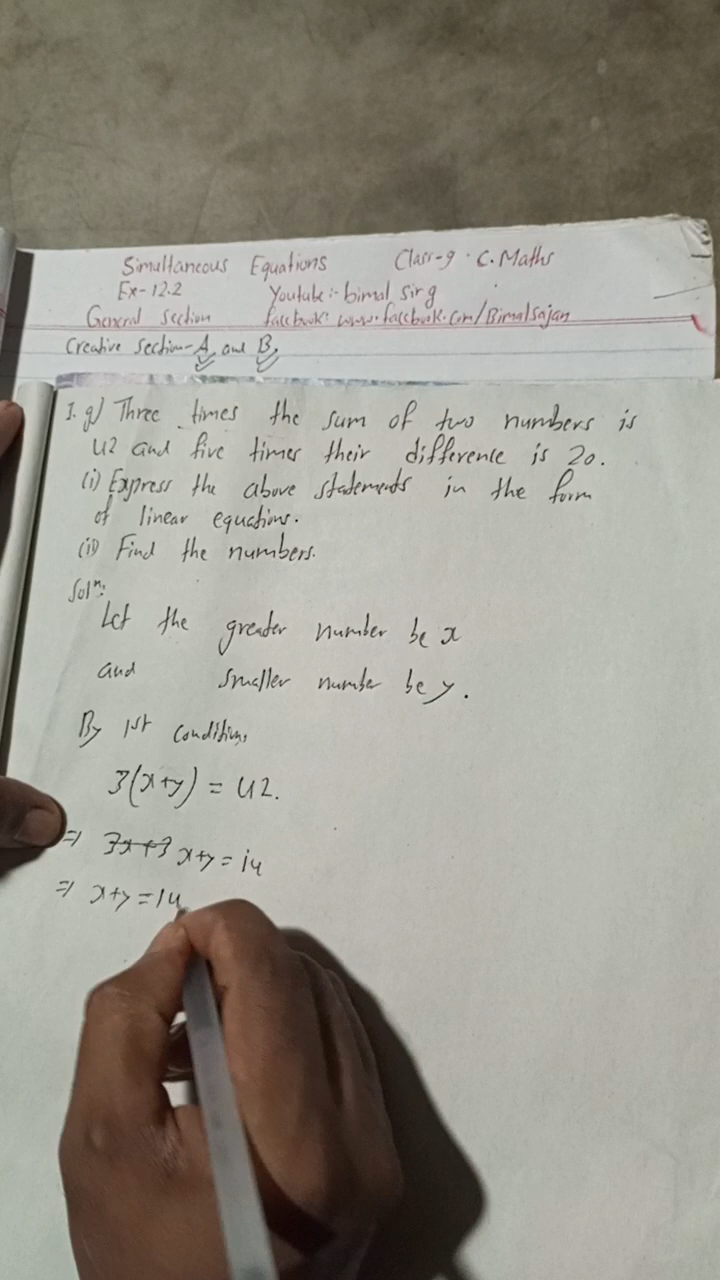 Simultaneous Equations Class-9 C. Maths
Ex-12.2 Youtube:- bimal sir g
General section facebook: www.facebook.com/Bimalsajan
Creative section-A and B,
1. g) Three times the sum of two numbers is
42 and five times their difference is 20.
(i) Express the above statements in the form
of linear equations.
(ii) Find the numbers.
Solⁿ:
Let the greater number be x
and smaller number be y.
By 1st condition,
3(x+y) = 42.
⇒ 3x+3 x+y = 14
⇒ x+y = 14